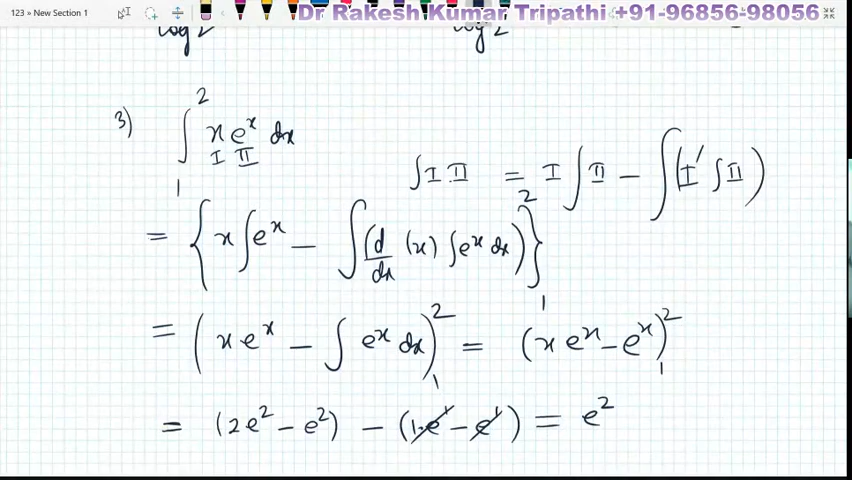 123 » New Section 1
Dr Rakesh Kumar Tripathi +91-96856-98056
log 2 log 2
3) ∫₁² x eˣ dx
I II
∫ I II = I ∫ II − ∫ (I′ ∫ II)
= { x ∫ eˣ − ∫ (d/dx (x) ∫ eˣ dx) }₁²
= (x eˣ − ∫ eˣ dx)₁² = (x eˣ − eˣ)₁²
= (2e² − e²) − (1·e¹ − e¹) = e²